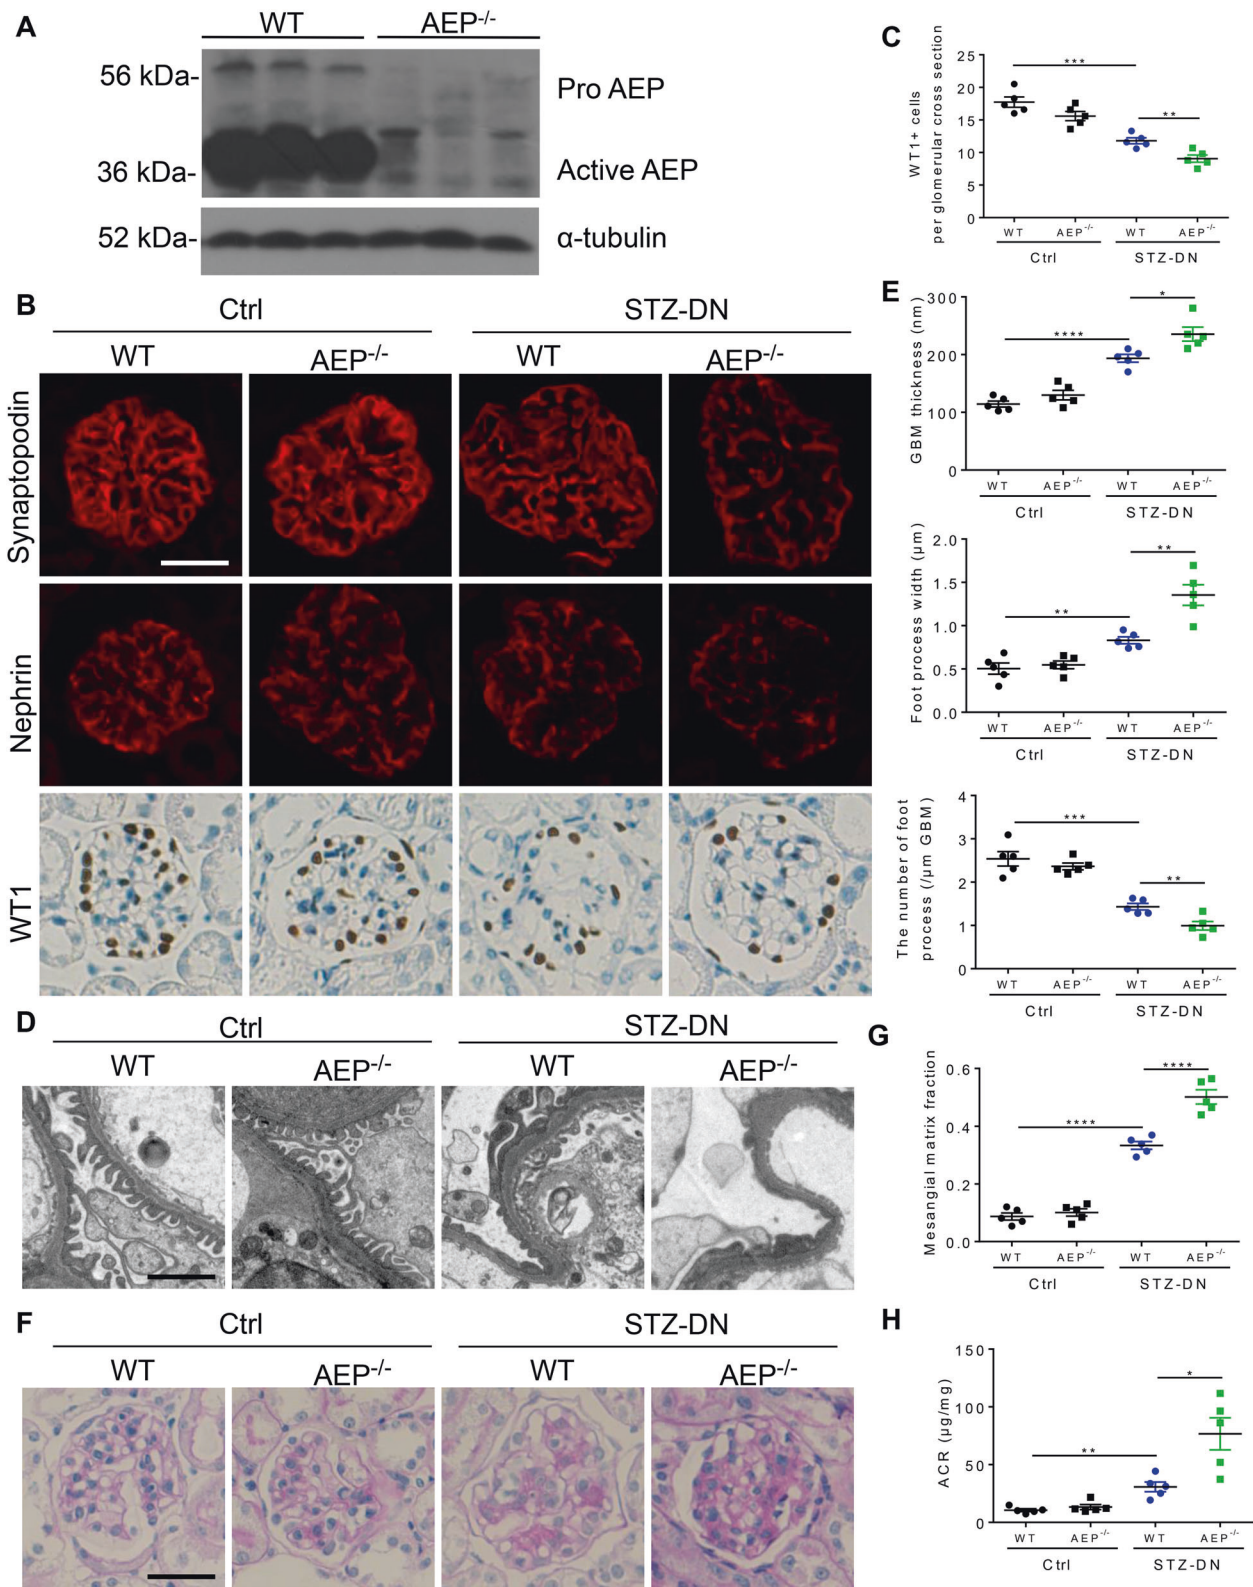 A
WT AEP-/-
56 kDa-
Pro AEP
36 kDa-
Active AEP
52 kDa-
α-tubulin
B
Ctrl STZ-DN
WT AEP-/- WT AEP-/-
Synaptopodin
Nephrin
WT1
C
WT1+ cells
per glomerular cross section
25
20
15
10
5
0
*** **
WT AEP-/- WT AEP-/-
Ctrl STZ-DN
D
Ctrl STZ-DN
WT AEP-/- WT AEP-/-
E
GBM thickness (nm)
300
200
100
0
**** *
WT AEP-/- WT AEP-/-
Ctrl STZ-DN
Foot process width (μm)
2.0
1.5
1.0
0.5
0.0
** **
WT AEP-/- WT AEP-/-
Ctrl STZ-DN
The number of foot
process (/μm GBM)
4
3
2
1
0
*** **
WT AEP-/- WT AEP-/-
Ctrl STZ-DN
F
Ctrl STZ-DN
WT AEP-/- WT AEP-/-
G
Mesangial matrix fraction
0.6
0.4
0.2
0.0
**** ****
WT AEP-/- WT AEP-/-
Ctrl STZ-DN
H
ACR (μg/mg)
150
100
50
0
** *
WT AEP-/- WT AEP-/-
Ctrl STZ-DN